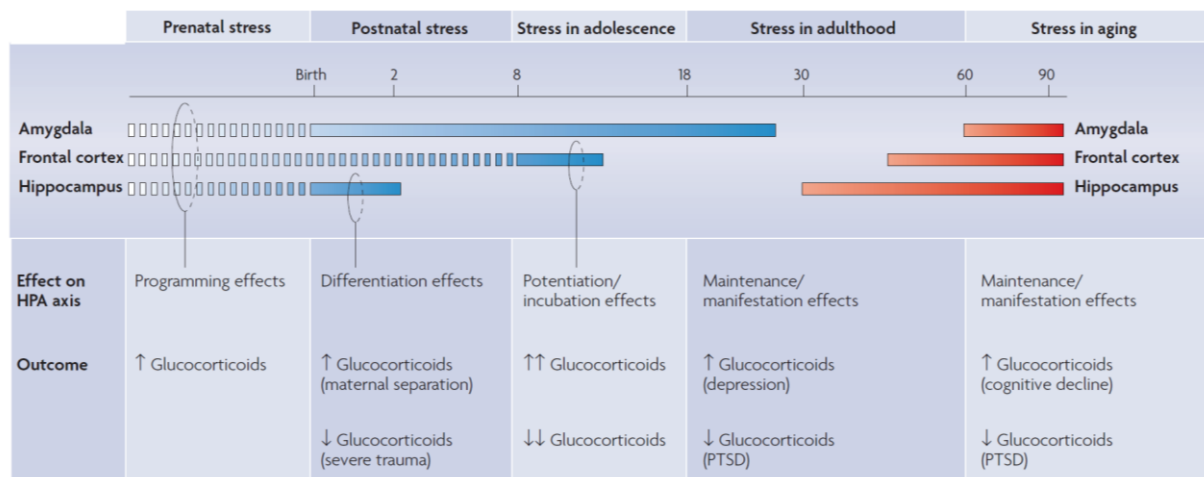 Prenatal stress
Postnatal stress
Stress in adolescence
Stress in adulthood
Stress in aging
Birth
2
8
18
30
60
90
Amygdala
Amygdala
Frontal cortex
Frontal cortex
Hippocampus
Hippocampus
Effect on
HPA axis
Programming effects
Differentiation effects
Potentiation/
incubation effects
Maintenance/
manifestation effects
Maintenance/
manifestation effects
Outcome
↑ Glucocorticoids
↑ Glucocorticoids
(maternal separation)
↑↑ Glucocorticoids
↑ Glucocorticoids
(depression)
↑ Glucocorticoids
(cognitive decline)
↓ Glucocorticoids
(severe trauma)
↓↓ Glucocorticoids
↓ Glucocorticoids
(PTSD)
↓ Glucocorticoids
(PTSD)